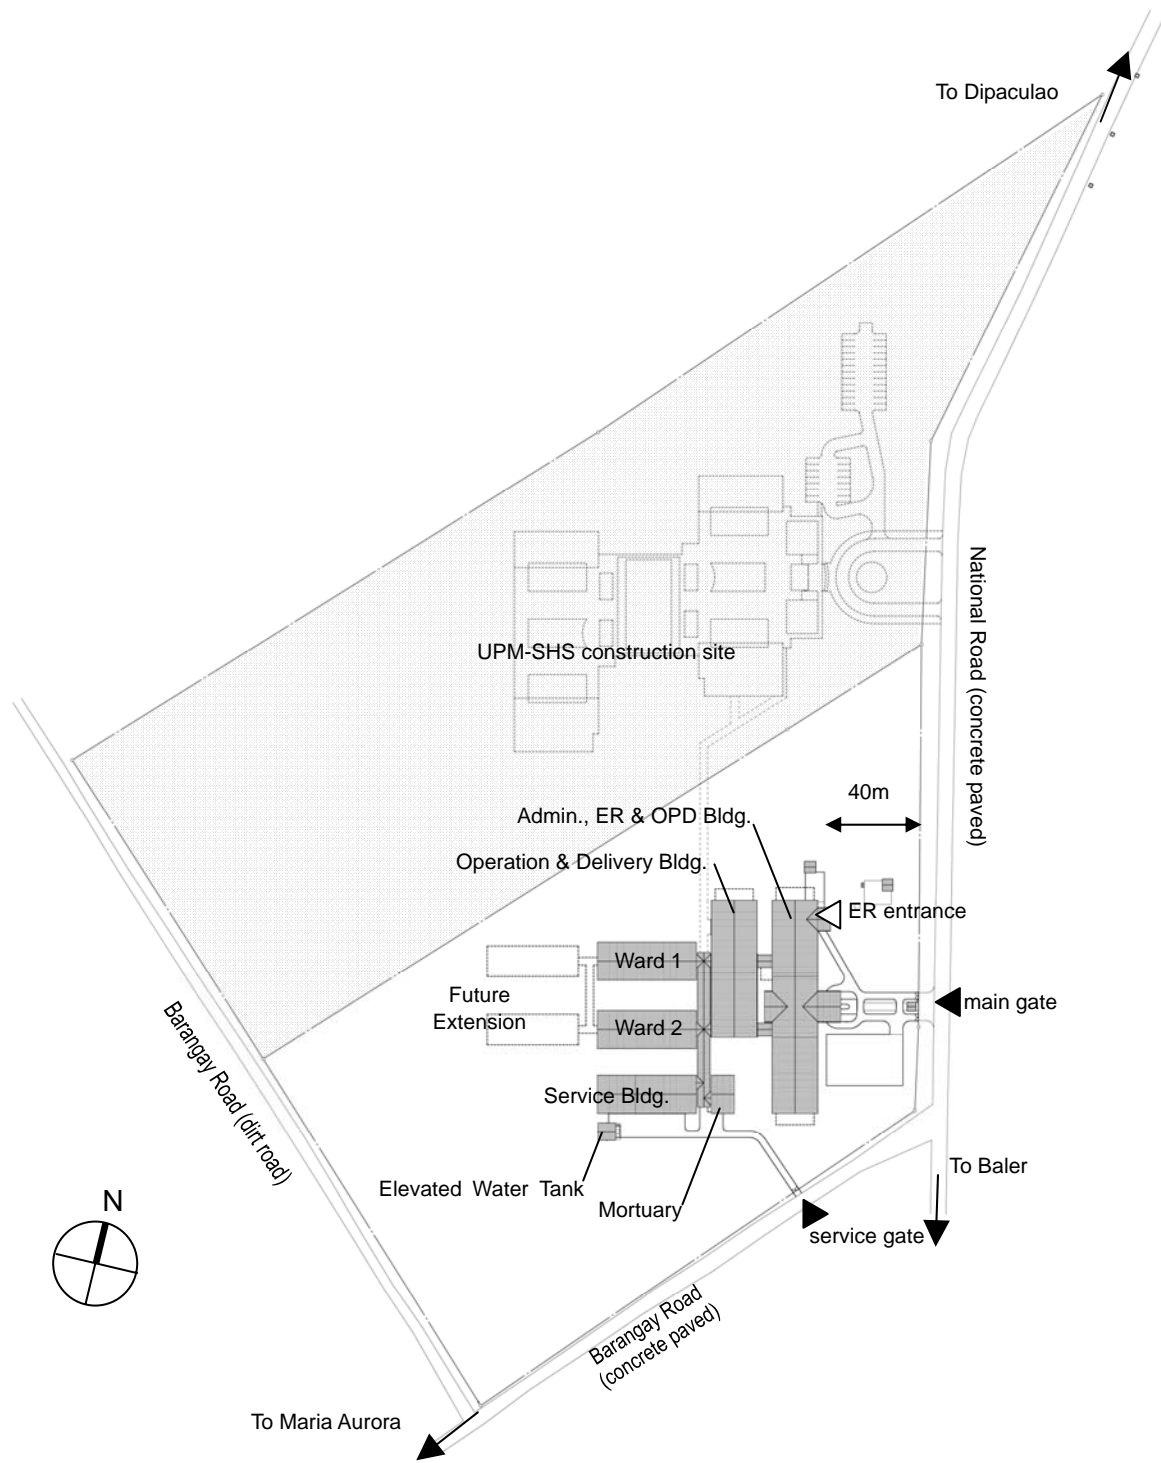 To Dipaculao
National Road (concrete paved)
UPM-SHS construction site
40m
Admin., ER & OPD Bldg.
Operation & Delivery Bldg.
ER entrance
Ward 1
Future
Extension
main gate
Ward 2
Barangay Road (dirt road)
Service Bldg.
To Baler
Elevated Water Tank
N
Mortuary
service gate
Barangay Road
(concrete paved)
To Maria Aurora